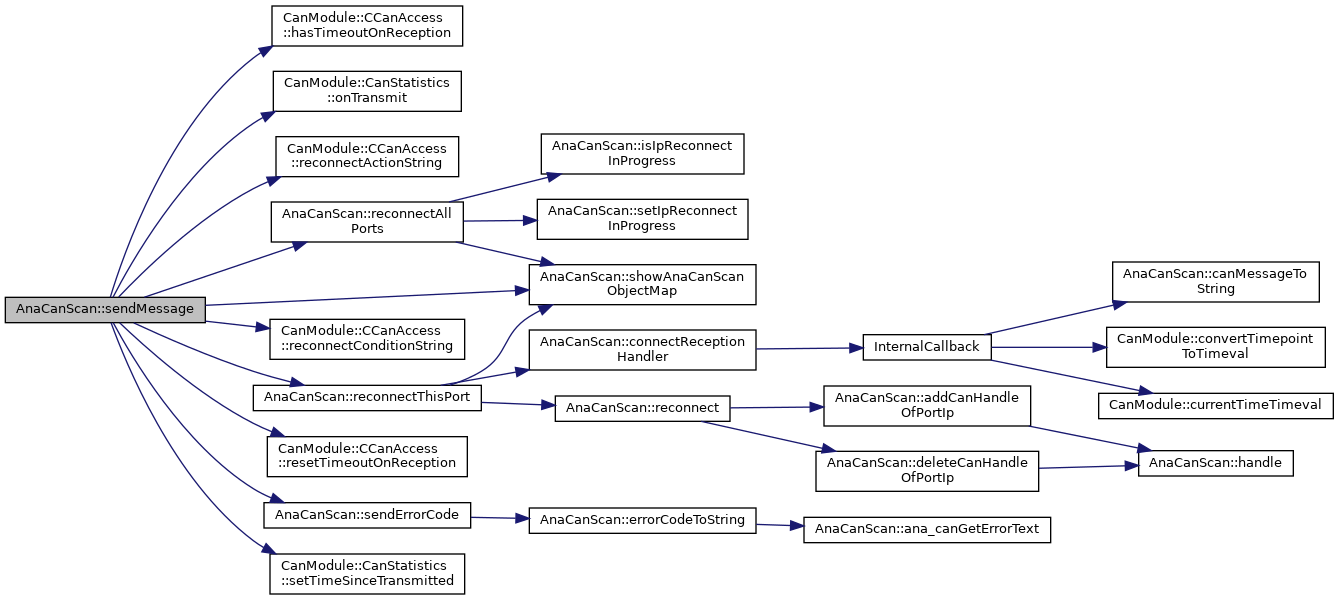 CanModule::CCanAccess
::hasTimeoutOnReception
CanModule::CanStatistics
::onTransmit
CanModule::CCanAccess
::reconnectActionString
AnaCanScan::reconnectAll
Ports
AnaCanScan::isIpReconnect
InProgress
AnaCanScan::setIpReconnect
InProgress
AnaCanScan::showAnaCanScan
ObjectMap
AnaCanScan::sendMessage
CanModule::CCanAccess
::reconnectConditionString
AnaCanScan::connectReception
Handler
InternalCallback
AnaCanScan::canMessageTo
String
CanModule::convertTimepoint
ToTimeval
CanModule::currentTimeTimeval
AnaCanScan::reconnectThisPort
AnaCanScan::reconnect
AnaCanScan::addCanHandle
OfPortIp
AnaCanScan::deleteCanHandle
OfPortIp
AnaCanScan::handle
CanModule::CCanAccess
::resetTimeoutOnReception
AnaCanScan::sendErrorCode
AnaCanScan::errorCodeToString
AnaCanScan::ana_canGetErrorText
CanModule::CanStatistics
::setTimeSinceTransmitted